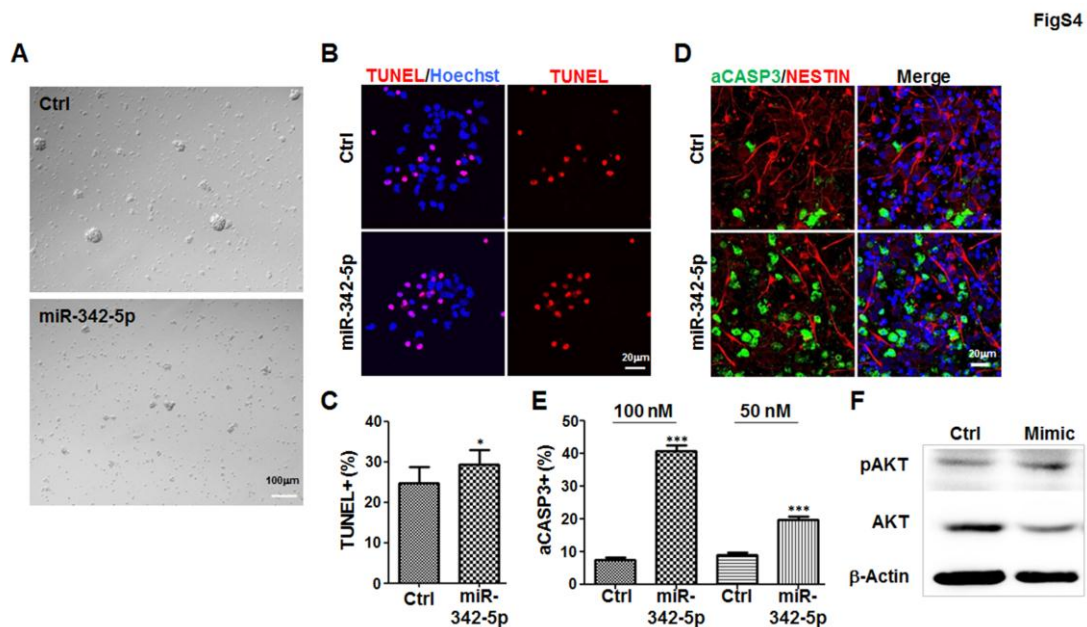 FigS4
A
Ctrl
miR-342-5p
100µm
B
TUNEL/Hoechst
TUNEL
Ctrl
miR-342-5p
20µm
D
aCASP3/NESTIN
Merge
Ctrl
miR-342-5p
20µm
C
TUNEL+ (%)
40
30
20
10
0
*
Ctrl
miR-
342-5p
E
aCASP3+ (%)
50
40
30
20
10
0
100 nM
50 nM
***
***
Ctrl
miR-
342-5p
Ctrl
miR-
342-5p
F
Ctrl
Mimic
pAKT
AKT
β-Actin